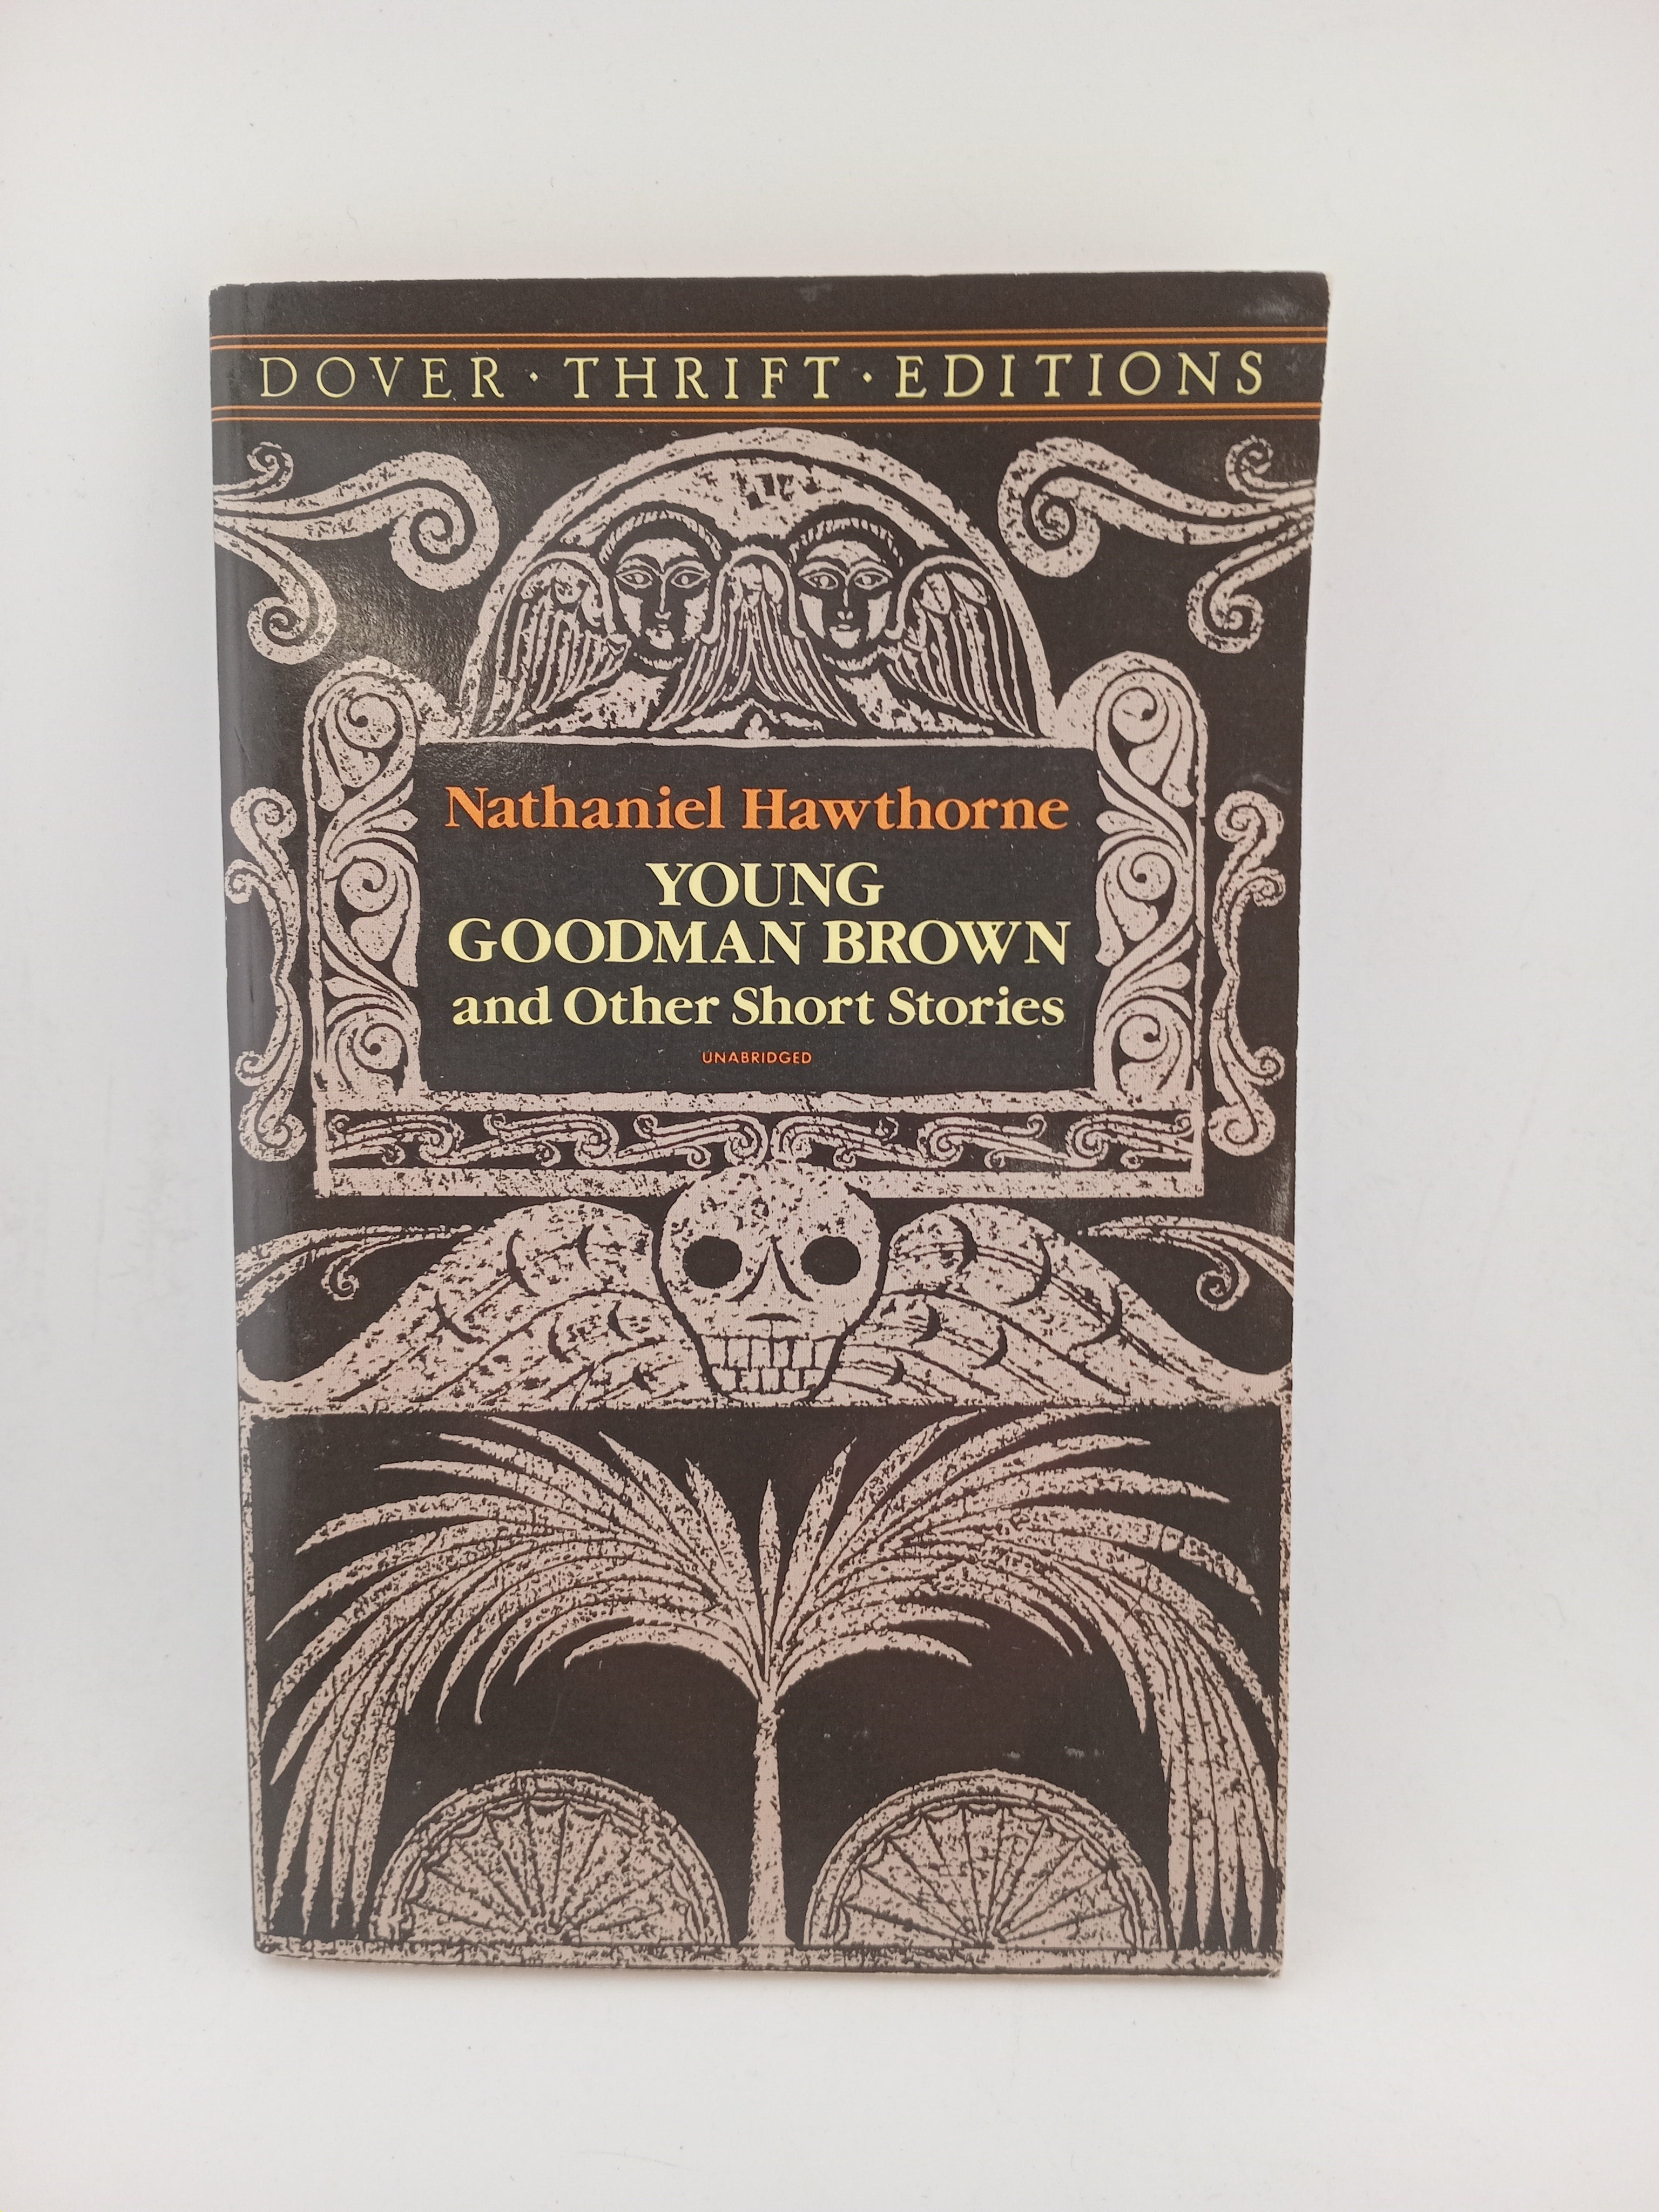 DOVER · THRIFT · EDITIONS
Nathaniel Hawthorne
YOUNG
GOODMAN BROWN
and Other Short Stories
UNABRIDGED